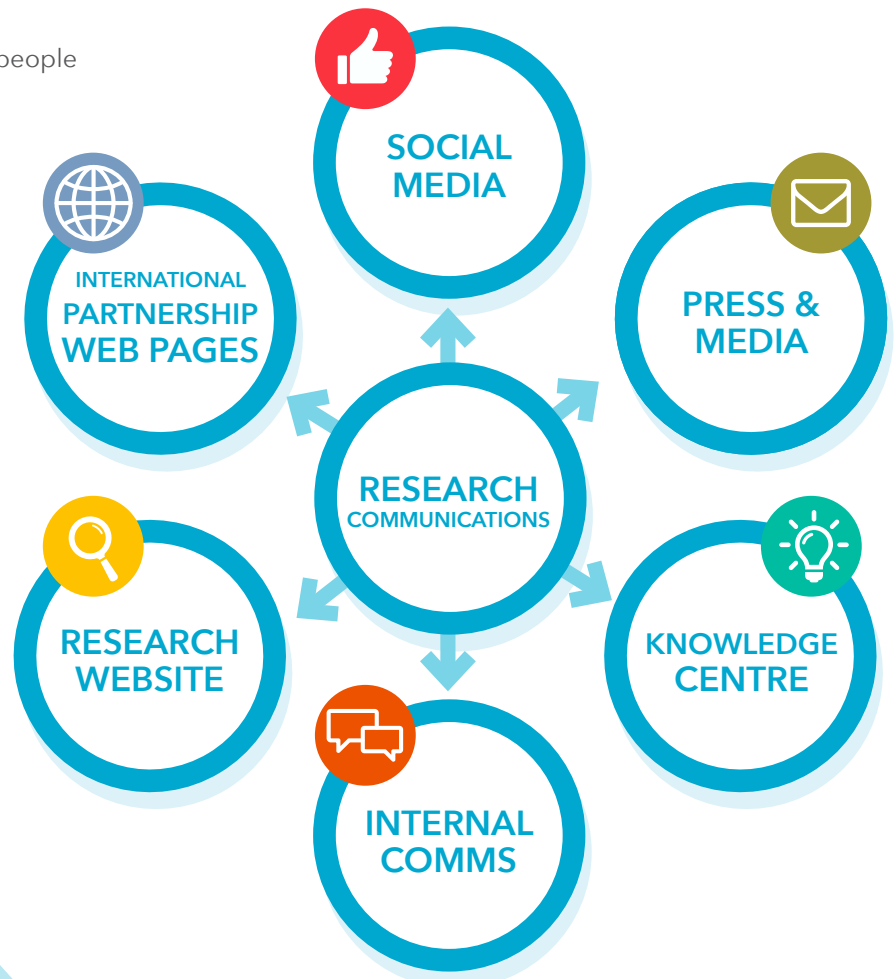 people
SOCIAL
MEDIA
INTERNATIONAL
PARTNERSHIP
WEB PAGES
PRESS &
MEDIA
RESEARCH
COMMUNICATIONS
RESEARCH
WEBSITE
KNOWLEDGE
CENTRE
INTERNAL
COMMS